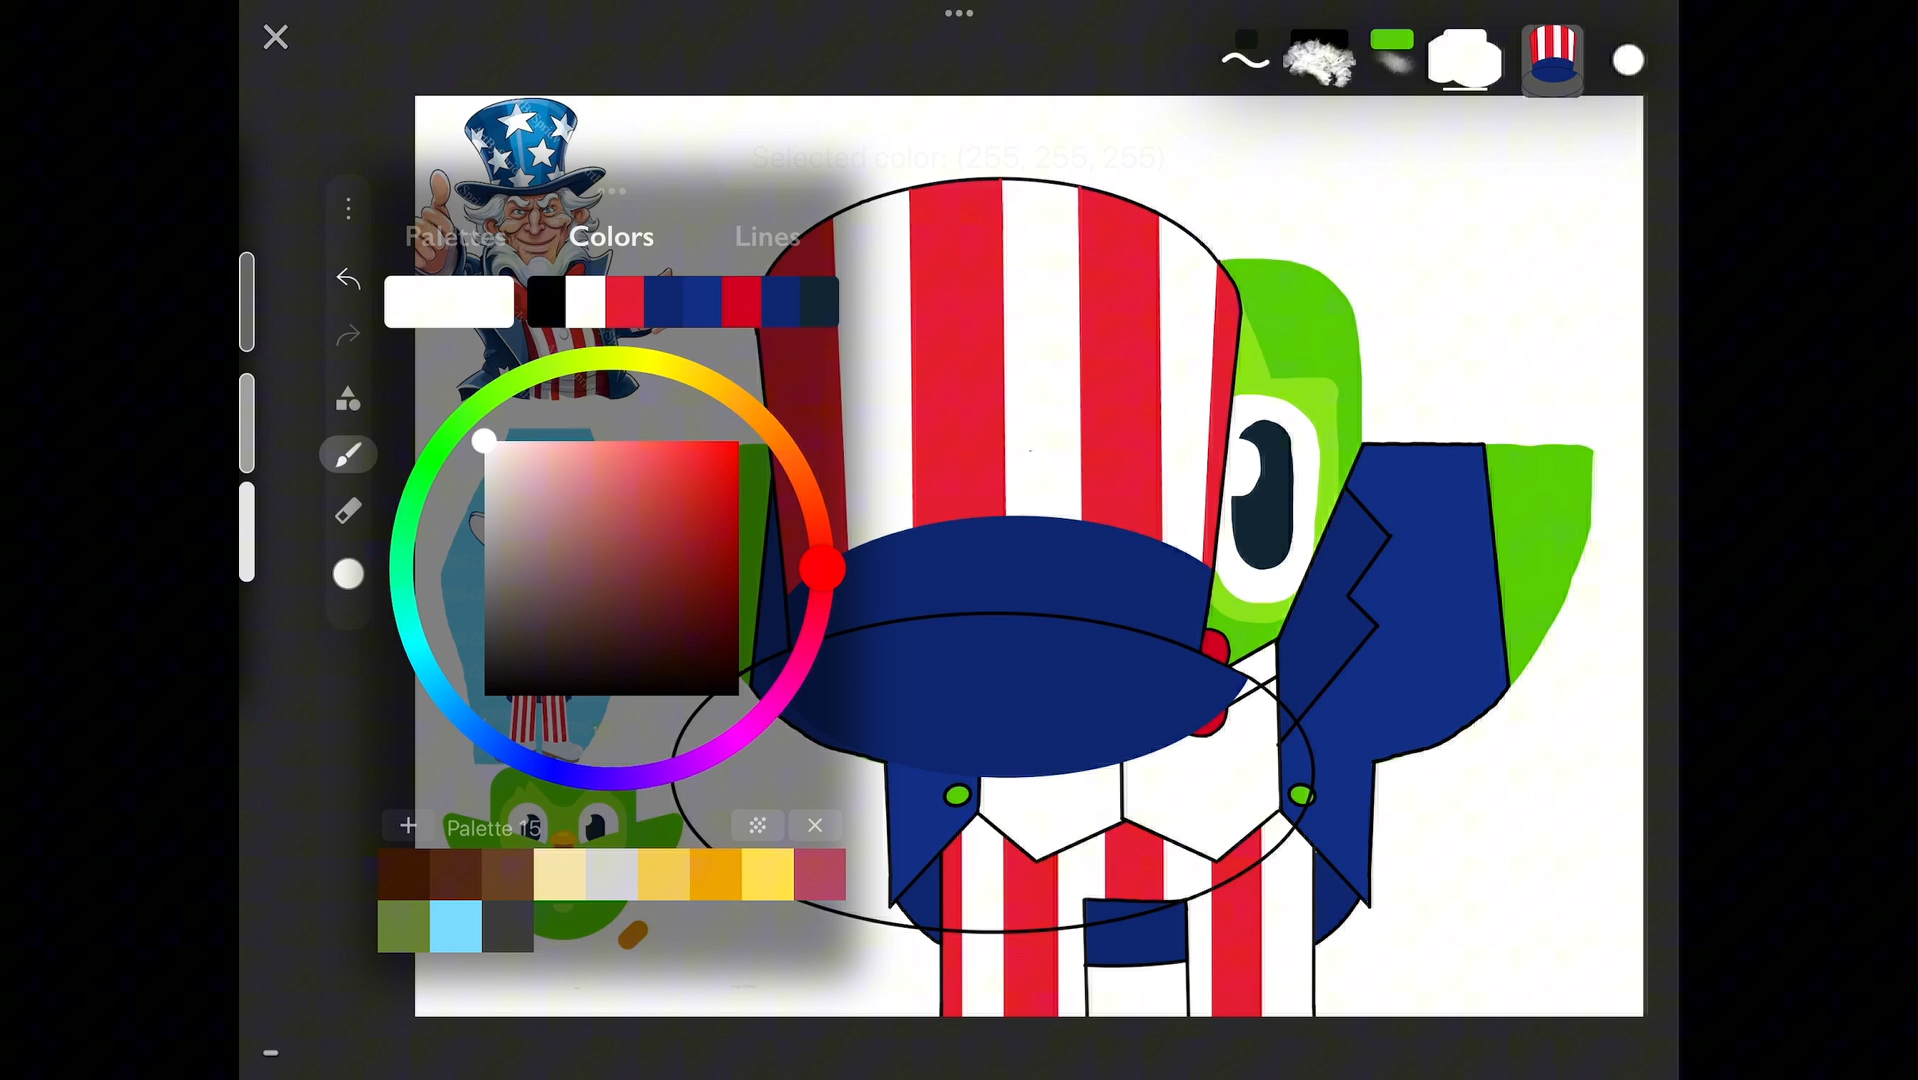 Selected color: (255, 255, 255)
Palettes
Colors
Lines
Palette 15